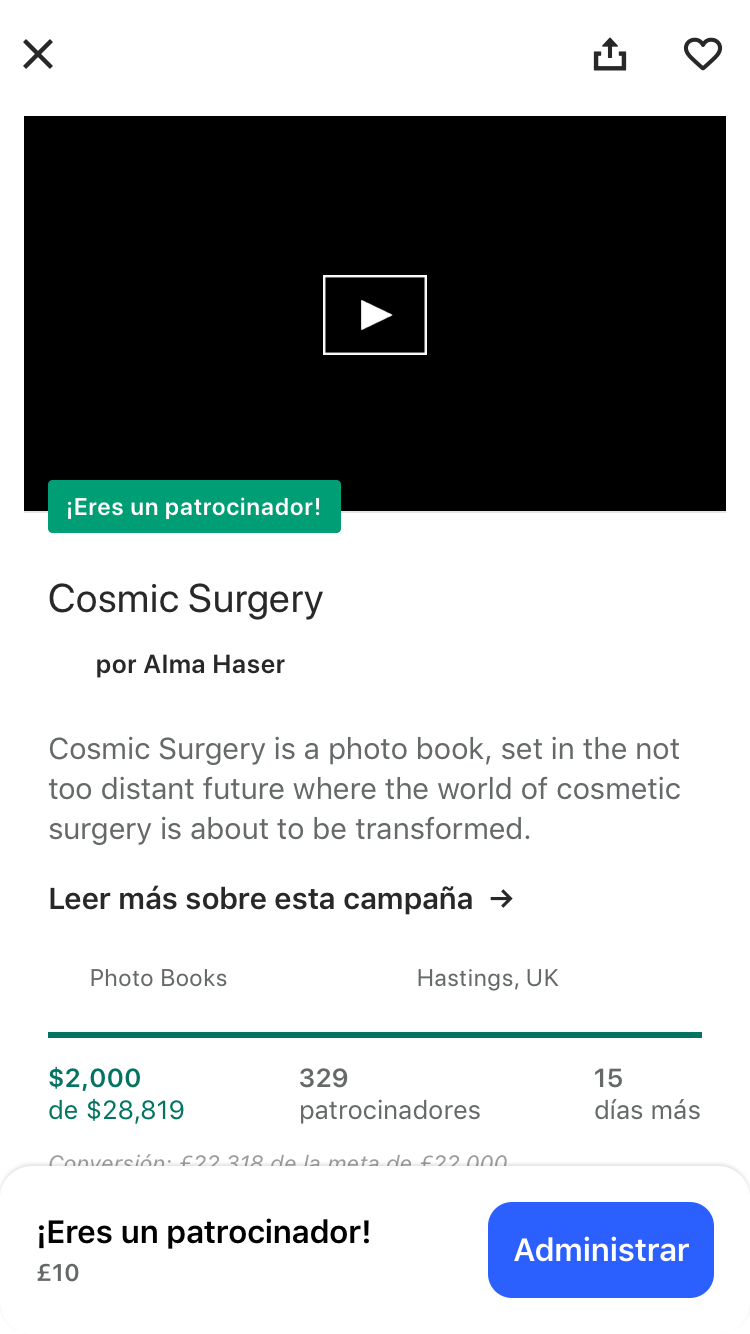 ¡Eres un patrocinador!
Cosmic Surgery
por Alma Haser
Cosmic Surgery is a photo book, set in the not
too distant future where the world of cosmetic
surgery is about to be transformed.
Leer más sobre esta campaña →
Photo Books
Hastings, UK
$2,000
de $28,819
329
patrocinadores
15
días más
Conversión: £22,318 de la meta de £22,000
¡Eres un patrocinador!
£10
Administrar